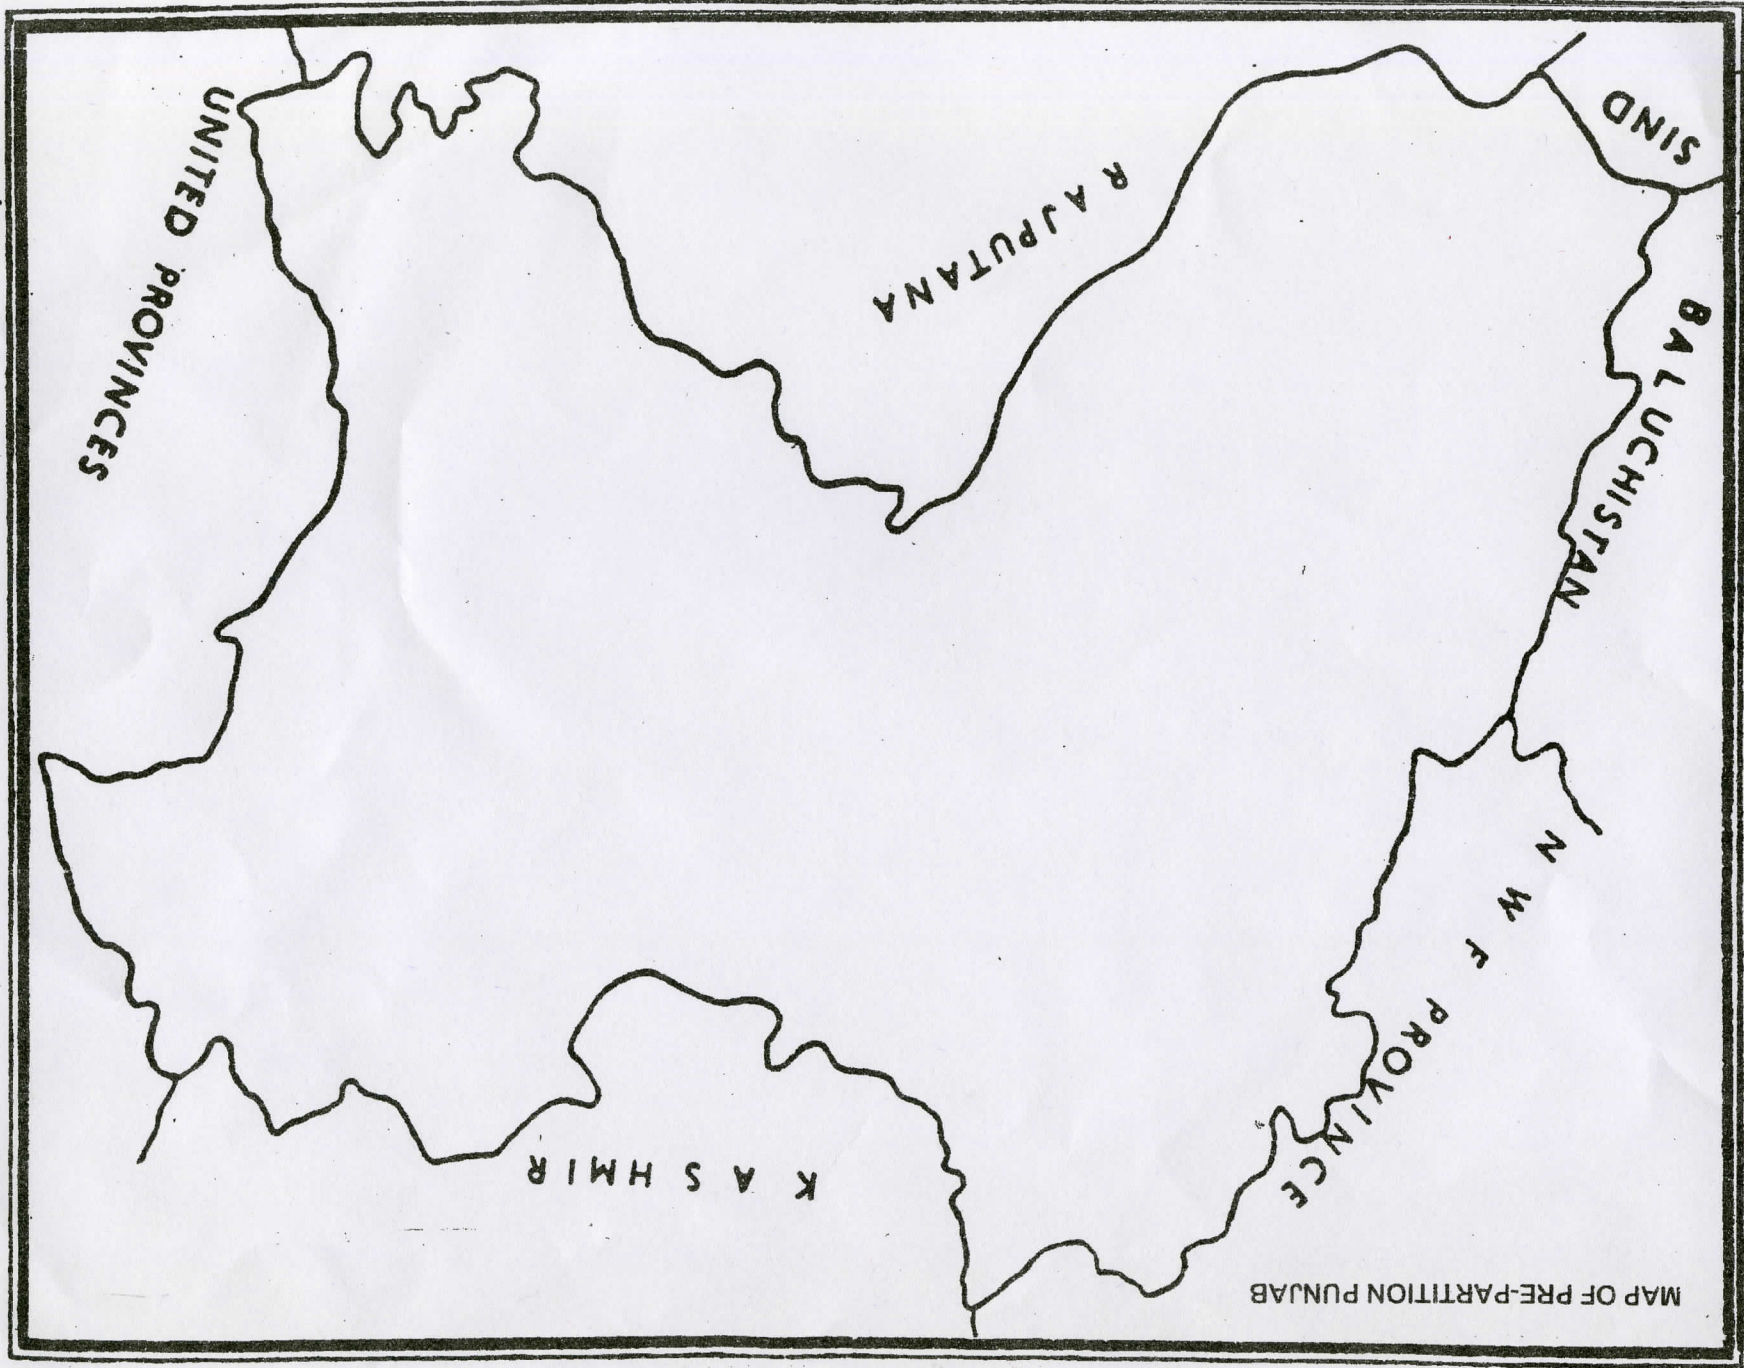 MAP OF PRE-PARTITION PUNJAB
KASHMIR
N W F PROVINCE
BALUCHISTAN
RAJPUTANA
UNITED PROVINCES
SIND